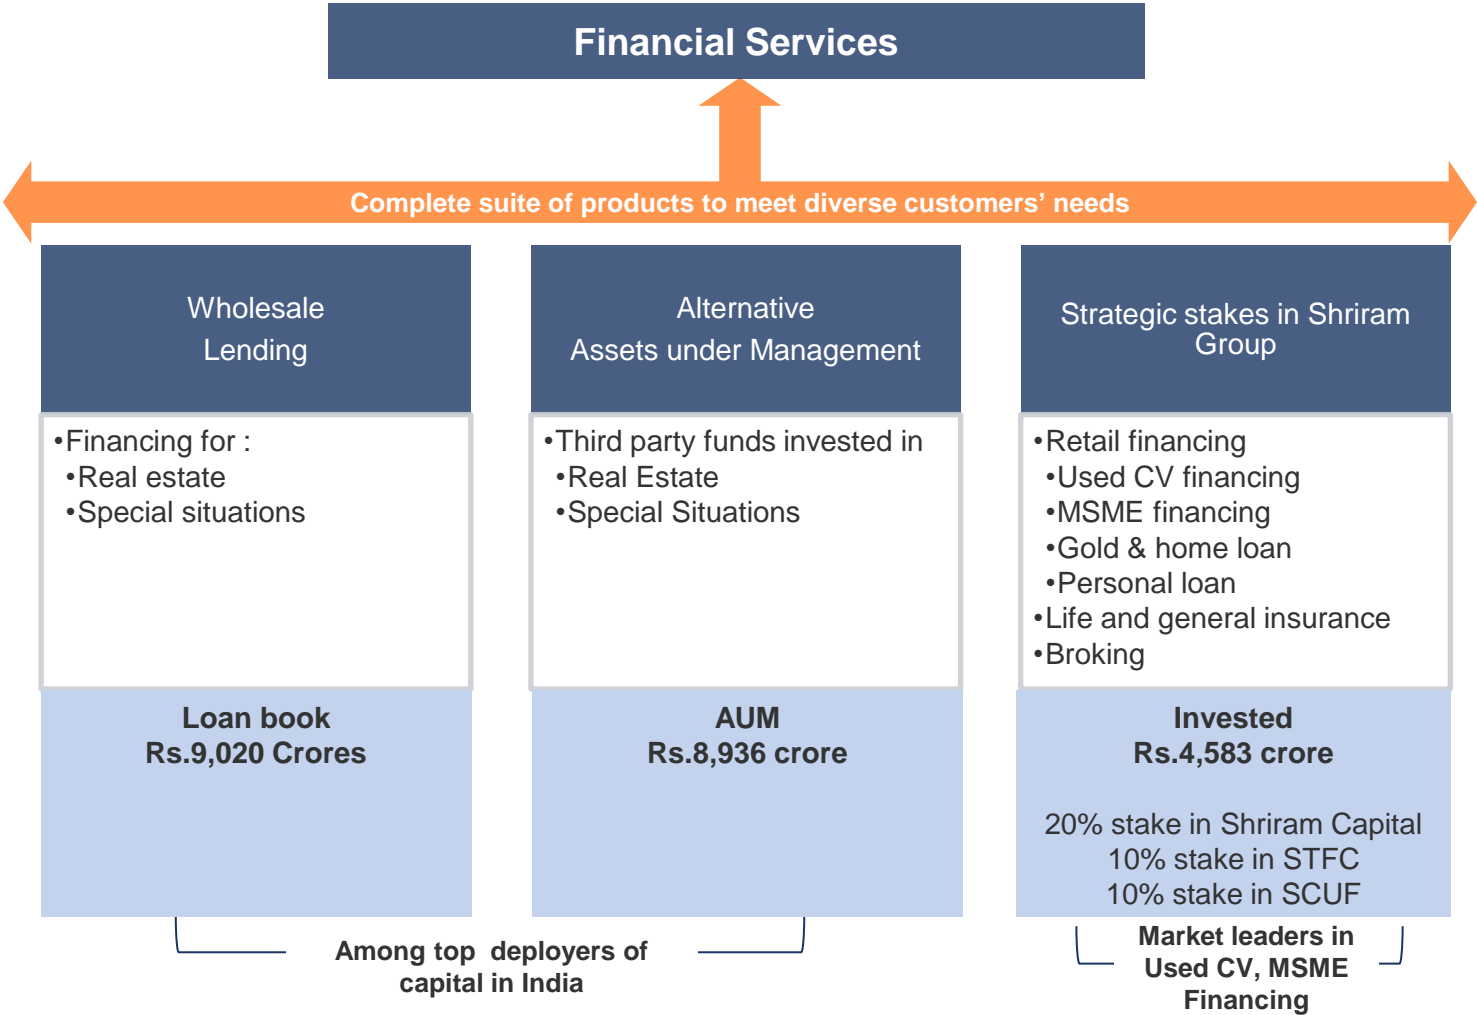 Financial Services
Complete suite of products to meet diverse customers’ needs
Wholesale
Lending
•Financing for :
•Real estate
•Special situations
Loan book
Rs.9,020 Crores
Alternative
Assets under Management
•Third party funds invested in
•Real Estate
•Special Situations
AUM
Rs.8,936 crore
Strategic stakes in Shriram
Group
•Retail financing
•Used CV financing
•MSME financing
•Gold & home loan
•Personal loan
•Life and general insurance
•Broking
Invested
Rs.4,583 crore
20% stake in Shriram Capital
10% stake in STFC
10% stake in SCUF
Among top deployers of
capital in India
Market leaders in
Used CV, MSME
Financing